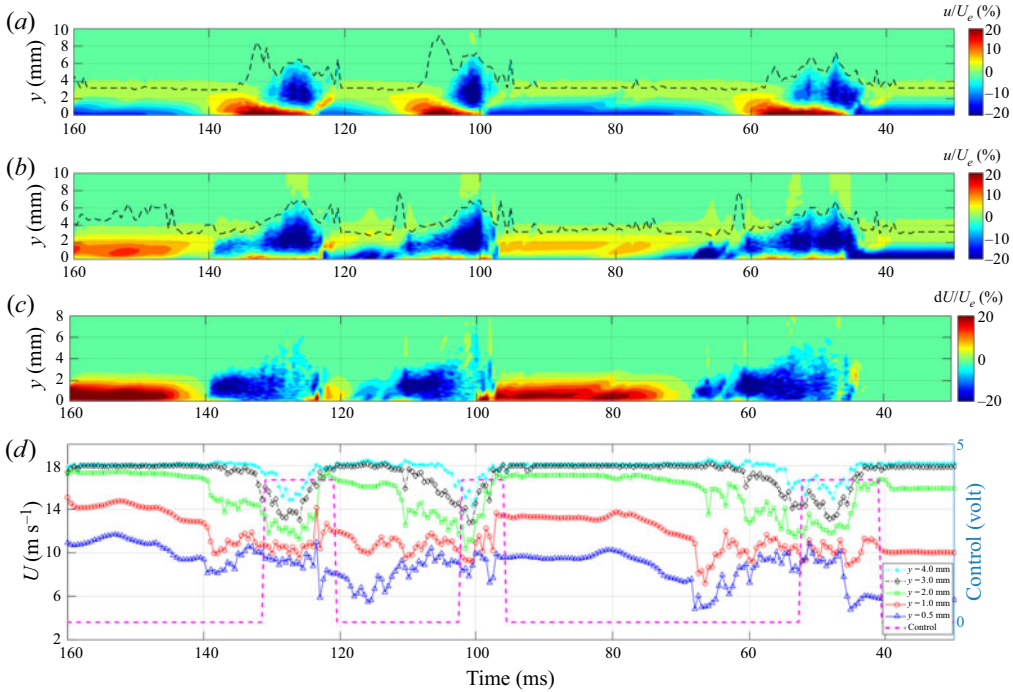 (a)
u/Ue (%)
10
8
6
4
2
0
y (mm)
20
10
0
–10
–20
160 140 120 100 80 60 40
(b)
u/Ue (%)
10
8
6
4
2
0
y (mm)
20
10
0
–10
–20
160 140 120 100 80 60 40
(c)
dU/Ue (%)
8
6
4
2
0
y (mm)
20
10
0
–10
–20
160 140 120 100 80 60 40
(d)
18
14
10
6
2
U (m s⁻¹)
5
0
Control (volt)
y = 4.0 mm
y = 3.0 mm
y = 2.0 mm
y = 1.0 mm
y = 0.5 mm
Control
160 140 120 100 80 60 40
Time (ms)